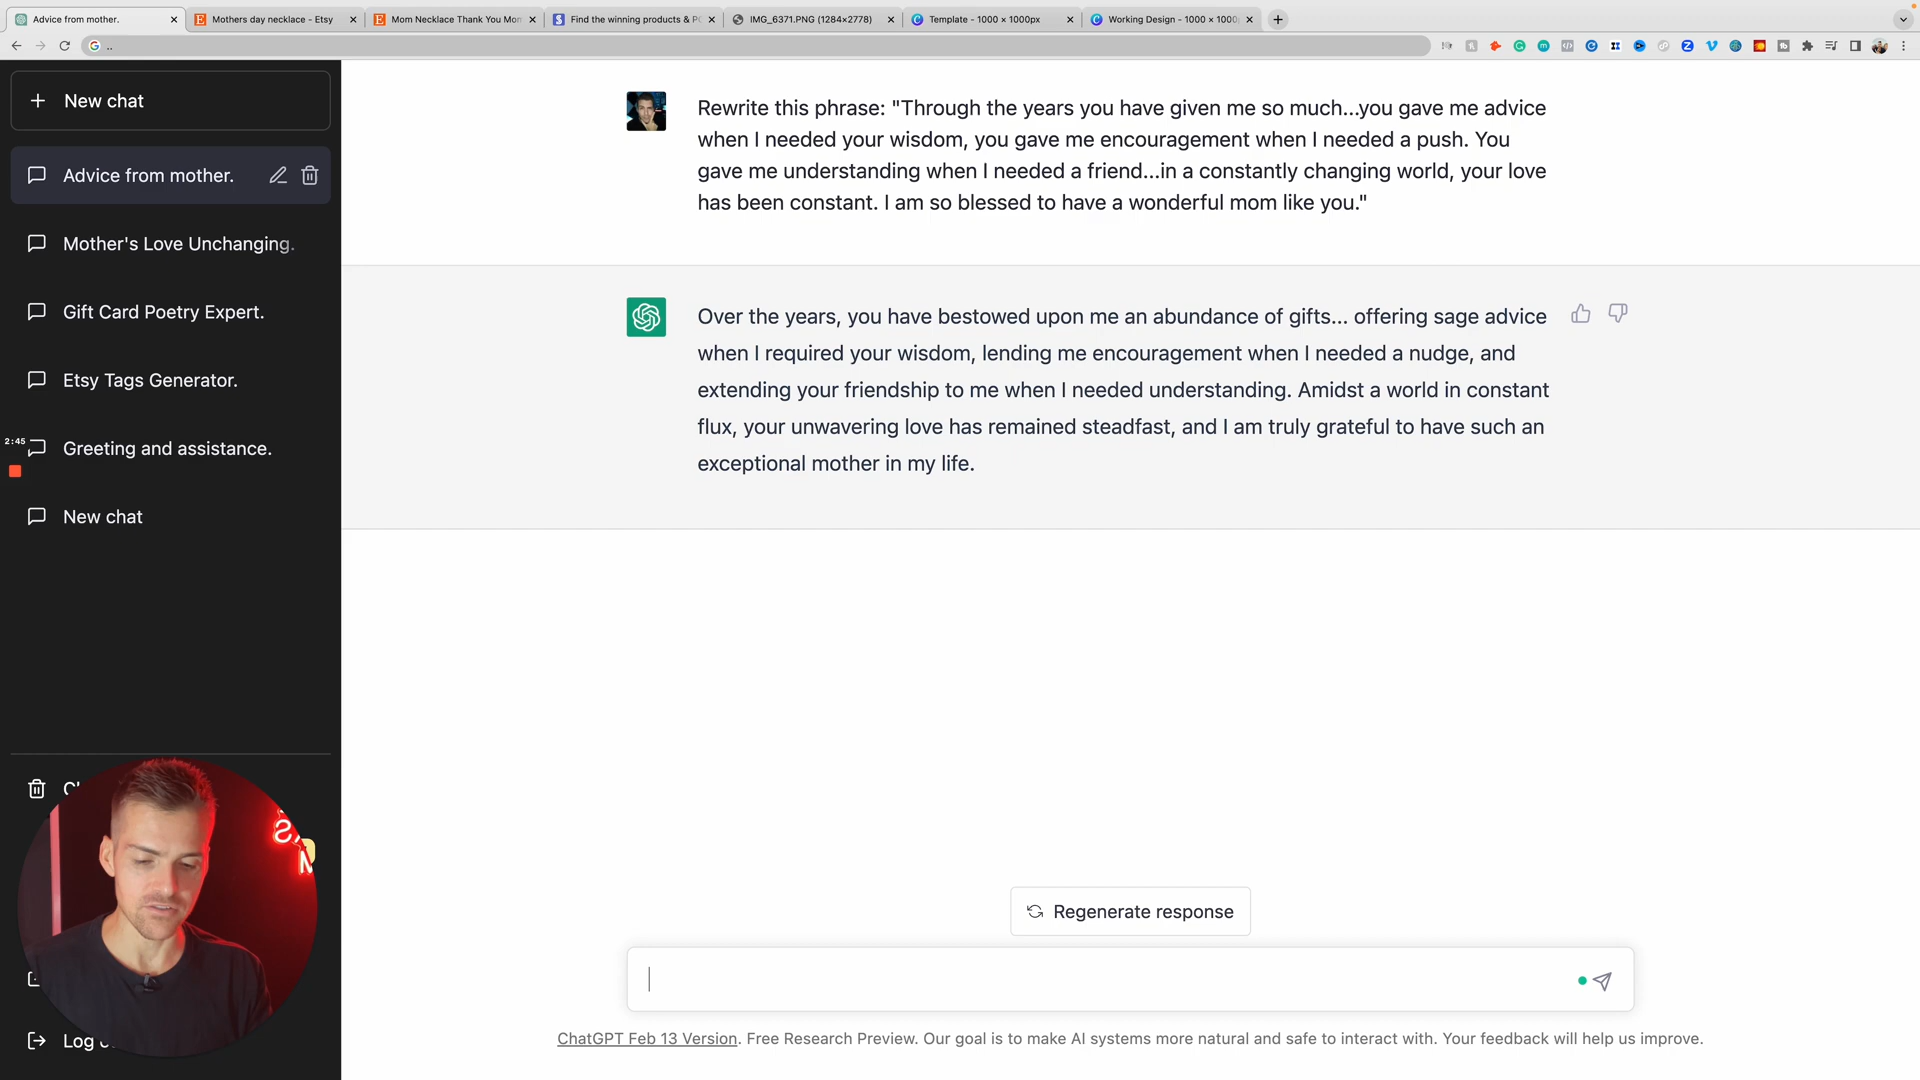 Advice from mother.
Mothers day necklace - Etsy
Mom Necklace Thank You Mom
Find the winning products & PO
IMG_6371.PNG (1284×2778)
Template - 1000 × 1000px
Working Design - 1000 × 1000
..
New chat
Advice from mother.
Mother's Love Unchanging.
Gift Card Poetry Expert.
Etsy Tags Generator.
2:45
Greeting and assistance.
New chat
Log
Rewrite this phrase: "Through the years you have given me so much...you gave me advice
when I needed your wisdom, you gave me encouragement when I needed a push. You
gave me understanding when I needed a friend...in a constantly changing world, your love
has been constant. I am so blessed to have a wonderful mom like you."
Over the years, you have bestowed upon me an abundance of gifts... offering sage advice
when I required your wisdom, lending me encouragement when I needed a nudge, and
extending your friendship to me when I needed understanding. Amidst a world in constant
flux, your unwavering love has remained steadfast, and I am truly grateful to have such an
exceptional mother in my life.
Regenerate response
ChatGPT Feb 13 Version. Free Research Preview. Our goal is to make AI systems more natural and safe to interact with. Your feedback will help us improve.